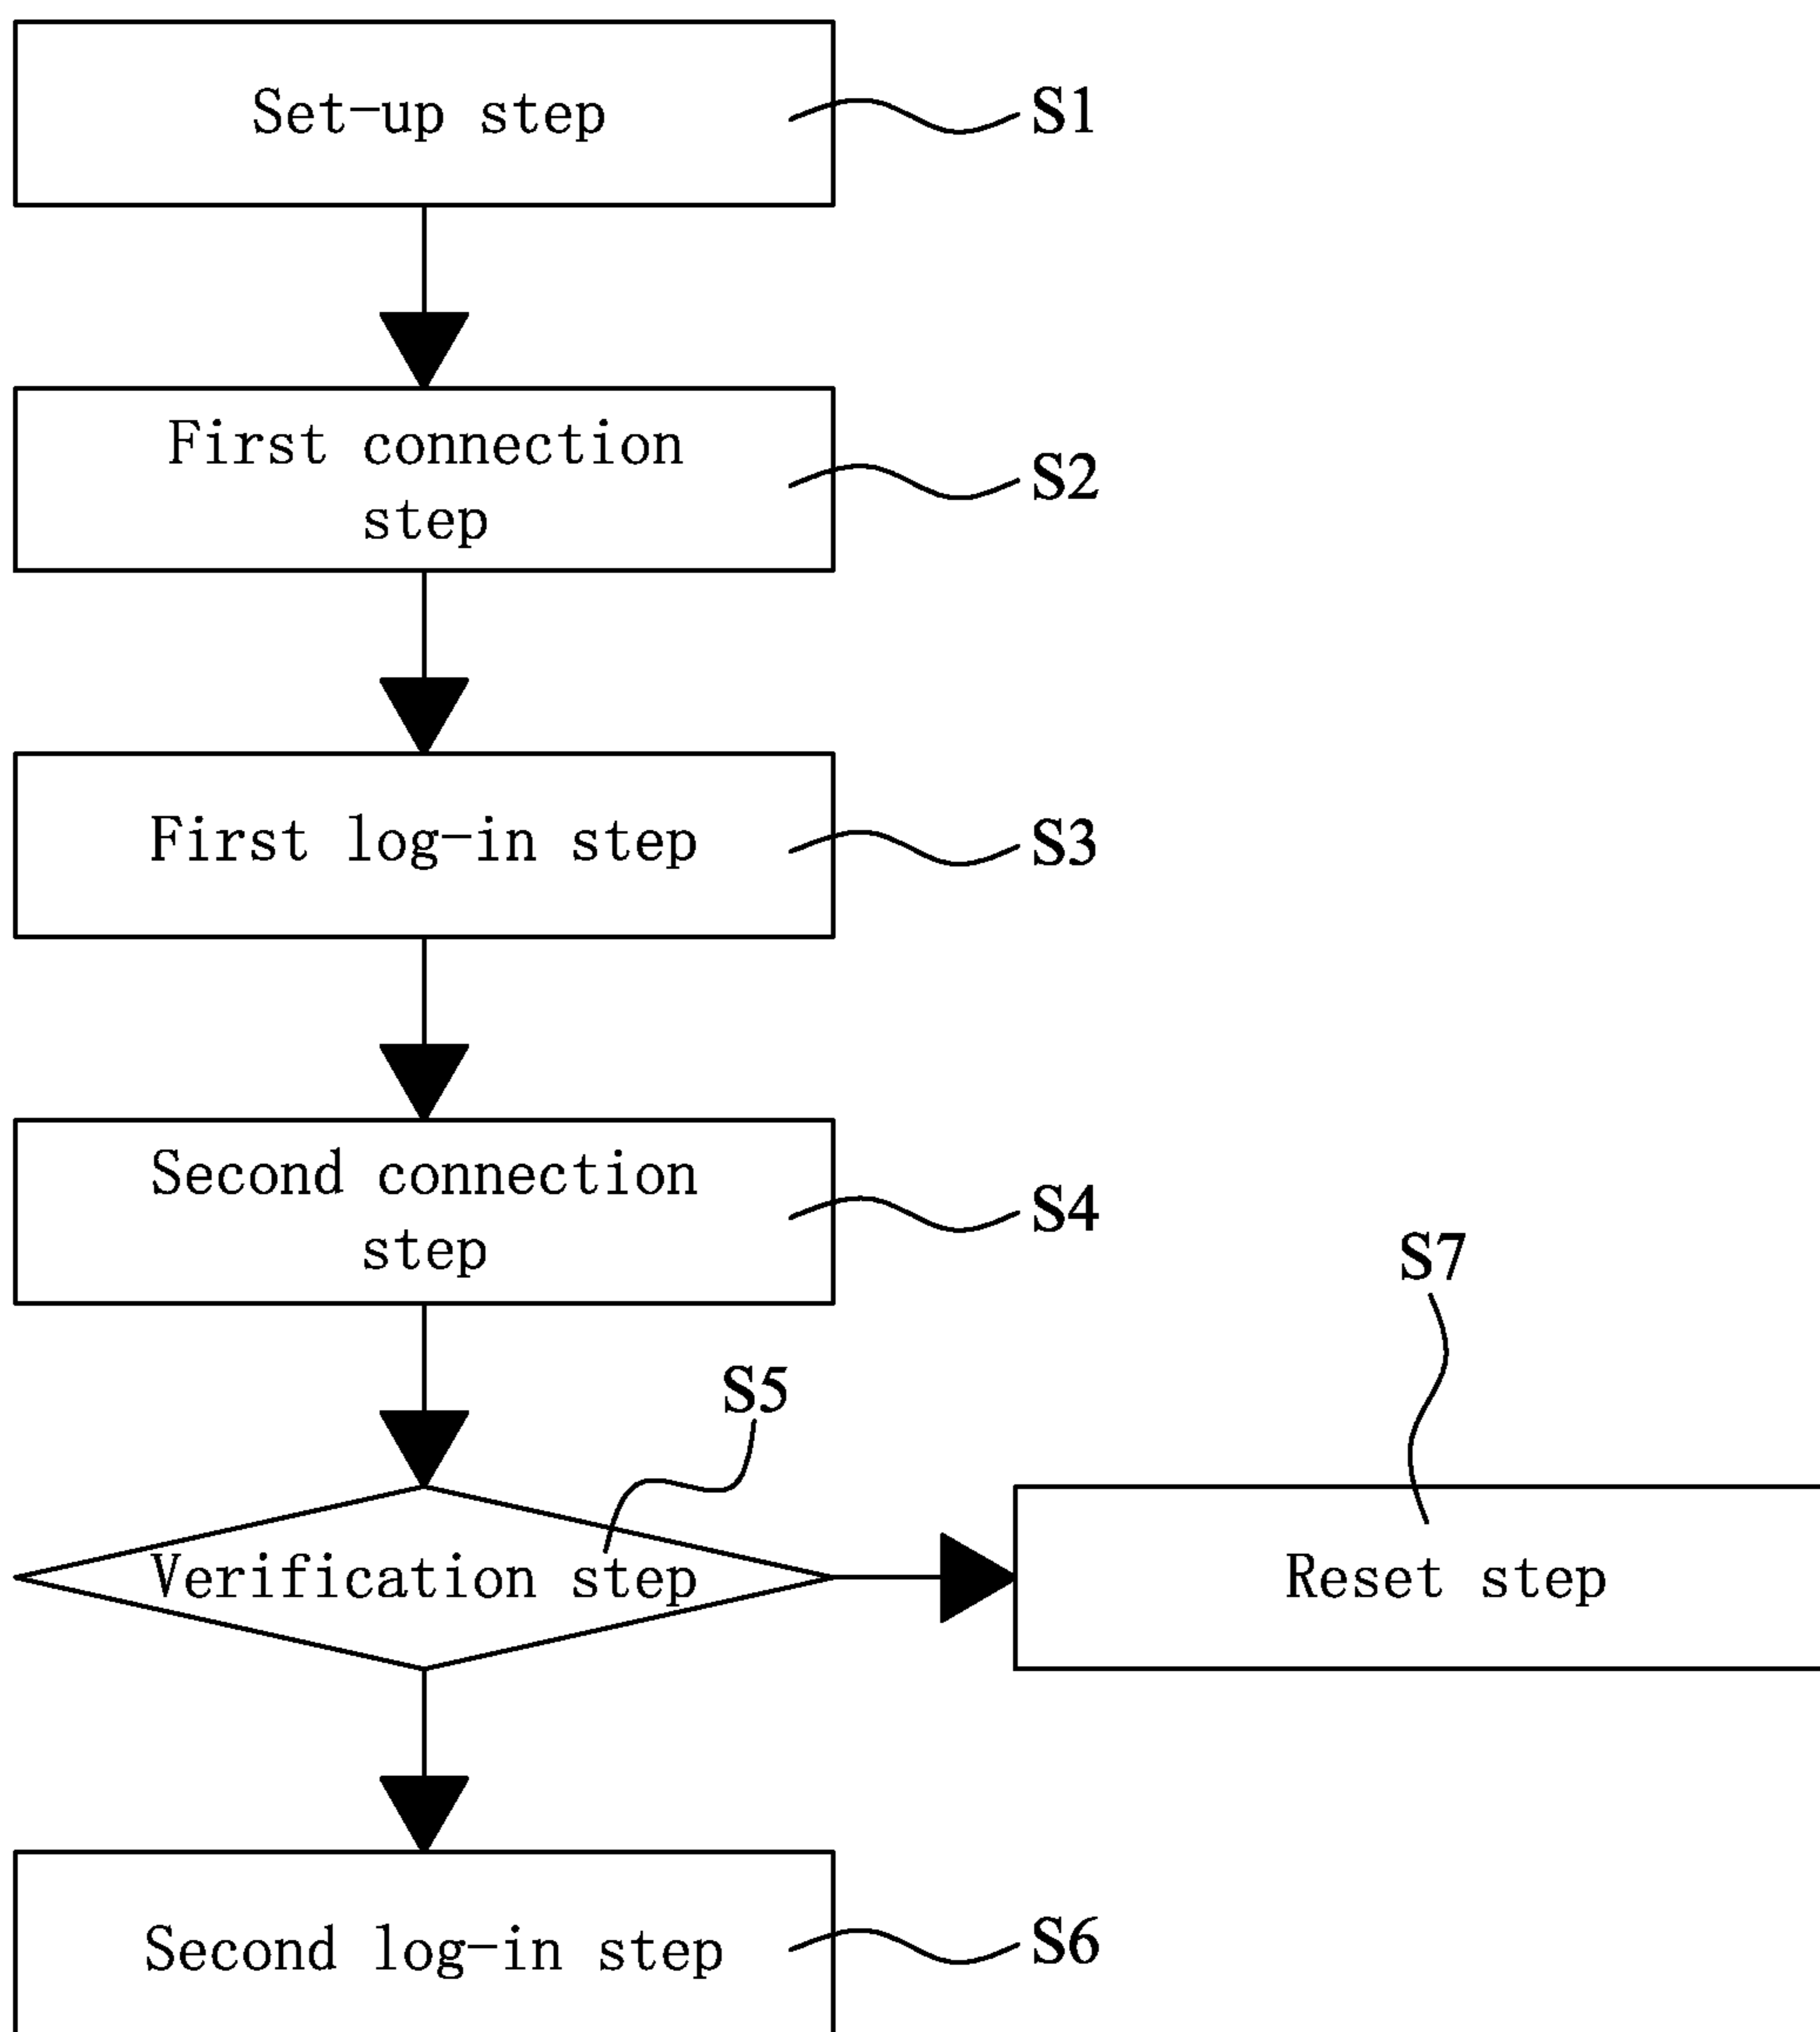 Set-up step
S1
First connection
step
S2
First log-in step
S3
Second connection
step
S4
S7
S5
Verification step
Reset step
Second log-in step
S6